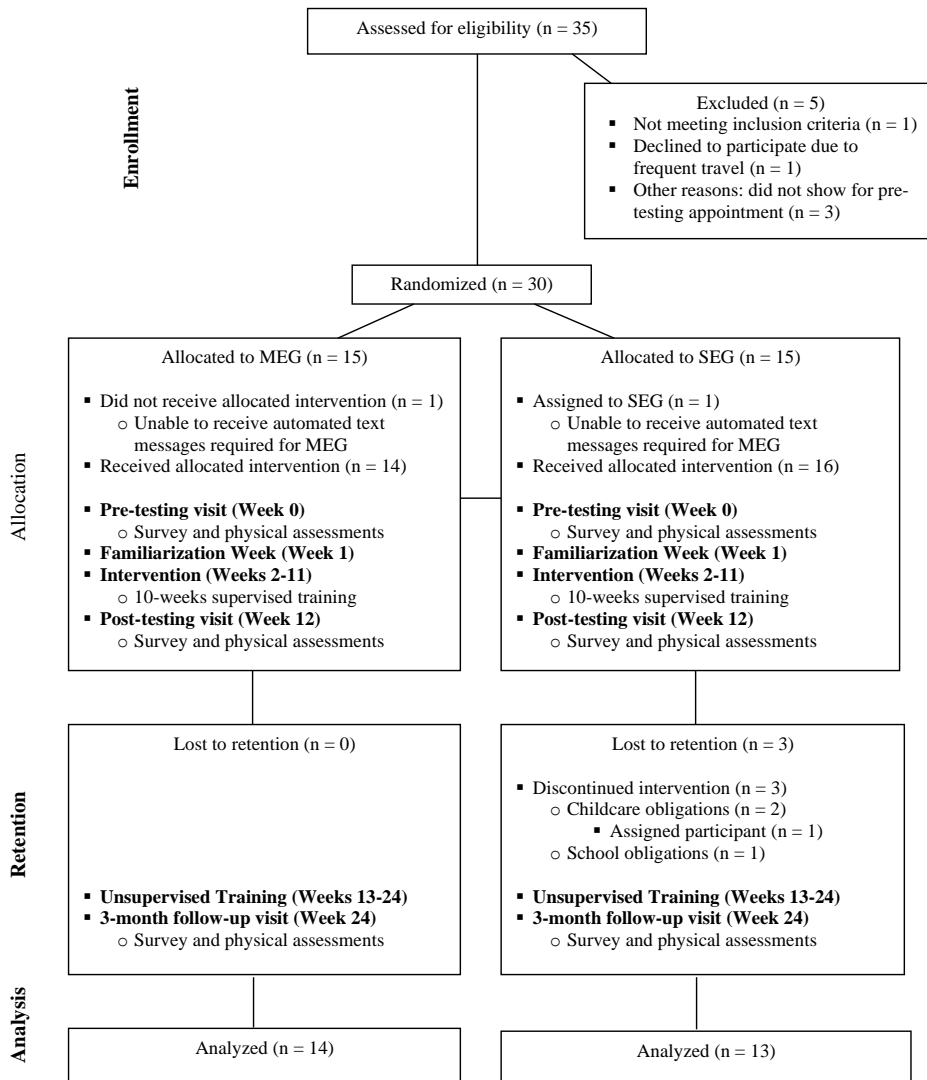 Assessed for eligibility (n = 35)
Enrollment
Excluded (n = 5)
▪ Not meeting inclusion criteria (n = 1)
▪ Declined to participate due to
frequent travel (n = 1)
▪ Other reasons: did not show for pre-
testing appointment (n = 3)
Randomized (n = 30)
Allocation
Allocated to MEG (n = 15)
▪ Did not receive allocated intervention (n = 1)
o Unable to receive automated text
messages required for MEG
▪ Received allocated intervention (n = 14)
▪ Pre-testing visit (Week 0)
o Survey and physical assessments
▪ Familiarization Week (Week 1)
▪ Intervention (Weeks 2-11)
o 10-weeks supervised training
▪ Post-testing visit (Week 12)
o Survey and physical assessments
Allocated to SEG (n = 15)
▪ Assigned to SEG (n = 1)
o Unable to receive automated text
messages required for MEG
▪ Received allocated intervention (n = 16)
▪ Pre-testing visit (Week 0)
o Survey and physical assessments
▪ Familiarization Week (Week 1)
▪ Intervention (Weeks 2-11)
o 10-weeks supervised training
▪ Post-testing visit (Week 12)
o Survey and physical assessments
Retention
Lost to retention (n = 0)
▪ Unsupervised Training (Weeks 13-24)
▪ 3-month follow-up visit (Week 24)
o Survey and physical assessments
Lost to retention (n = 3)
▪ Discontinued intervention (n = 3)
o Childcare obligations (n = 2)
▪ Assigned participant (n = 1)
o School obligations (n = 1)
▪ Unsupervised Training (Weeks 13-24)
▪ 3-month follow-up visit (Week 24)
o Survey and physical assessments
Analysis
Analyzed (n = 14)
Analyzed (n = 13)